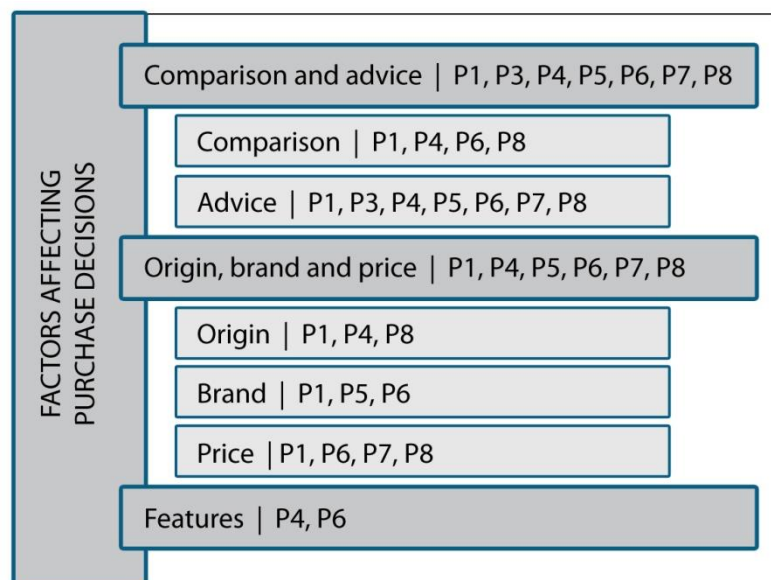 FACTORS AFFECTING
PURCHASE DECISIONS
Comparison and advice | P1, P3, P4, P5, P6, P7, P8
Comparison | P1, P4, P6, P8
Advice | P1, P3, P4, P5, P6, P7, P8
Origin, brand and price | P1, P4, P5, P6, P7, P8
Origin | P1, P4, P8
Brand | P1, P5, P6
Price | P1, P6, P7, P8
Features | P4, P6